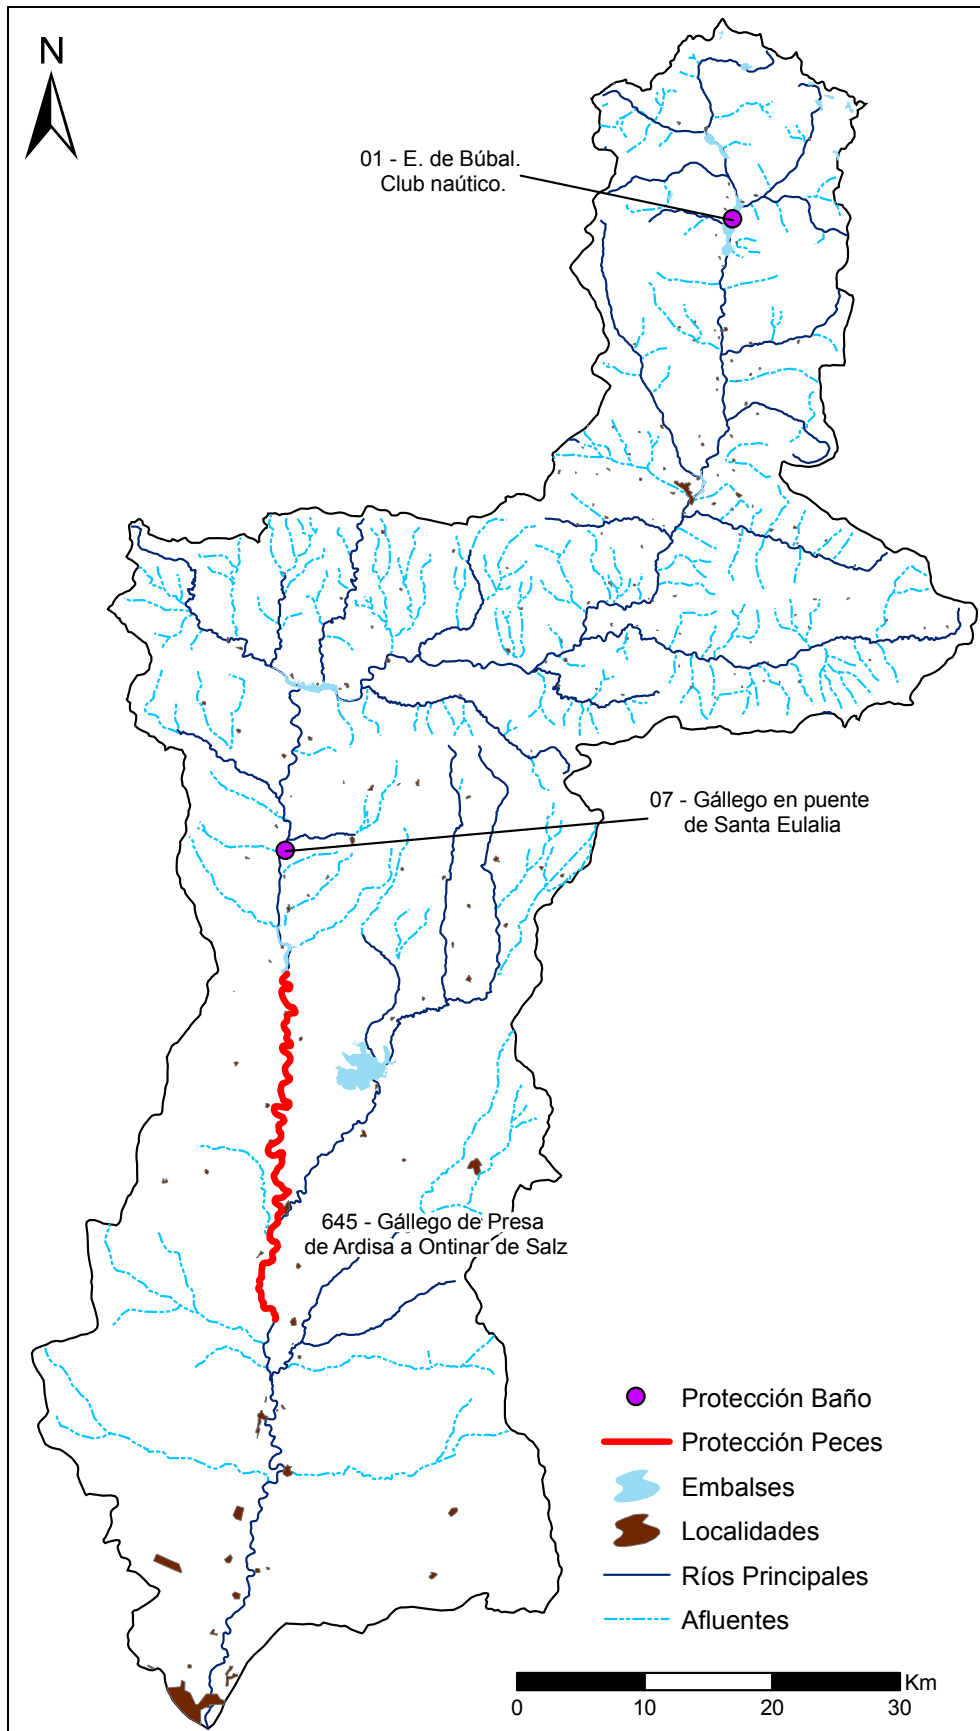 N
01 - E. de Búbal.
Club naútico.
07 - Gállego en puente
de Santa Eulalia
645 - Gállego de Presa
de Ardisa a Ontinar de Salz
Protección Baño
Protección Peces
Embalses
Localidades
Ríos Principales
Afluentes
Km
0 10 20 30